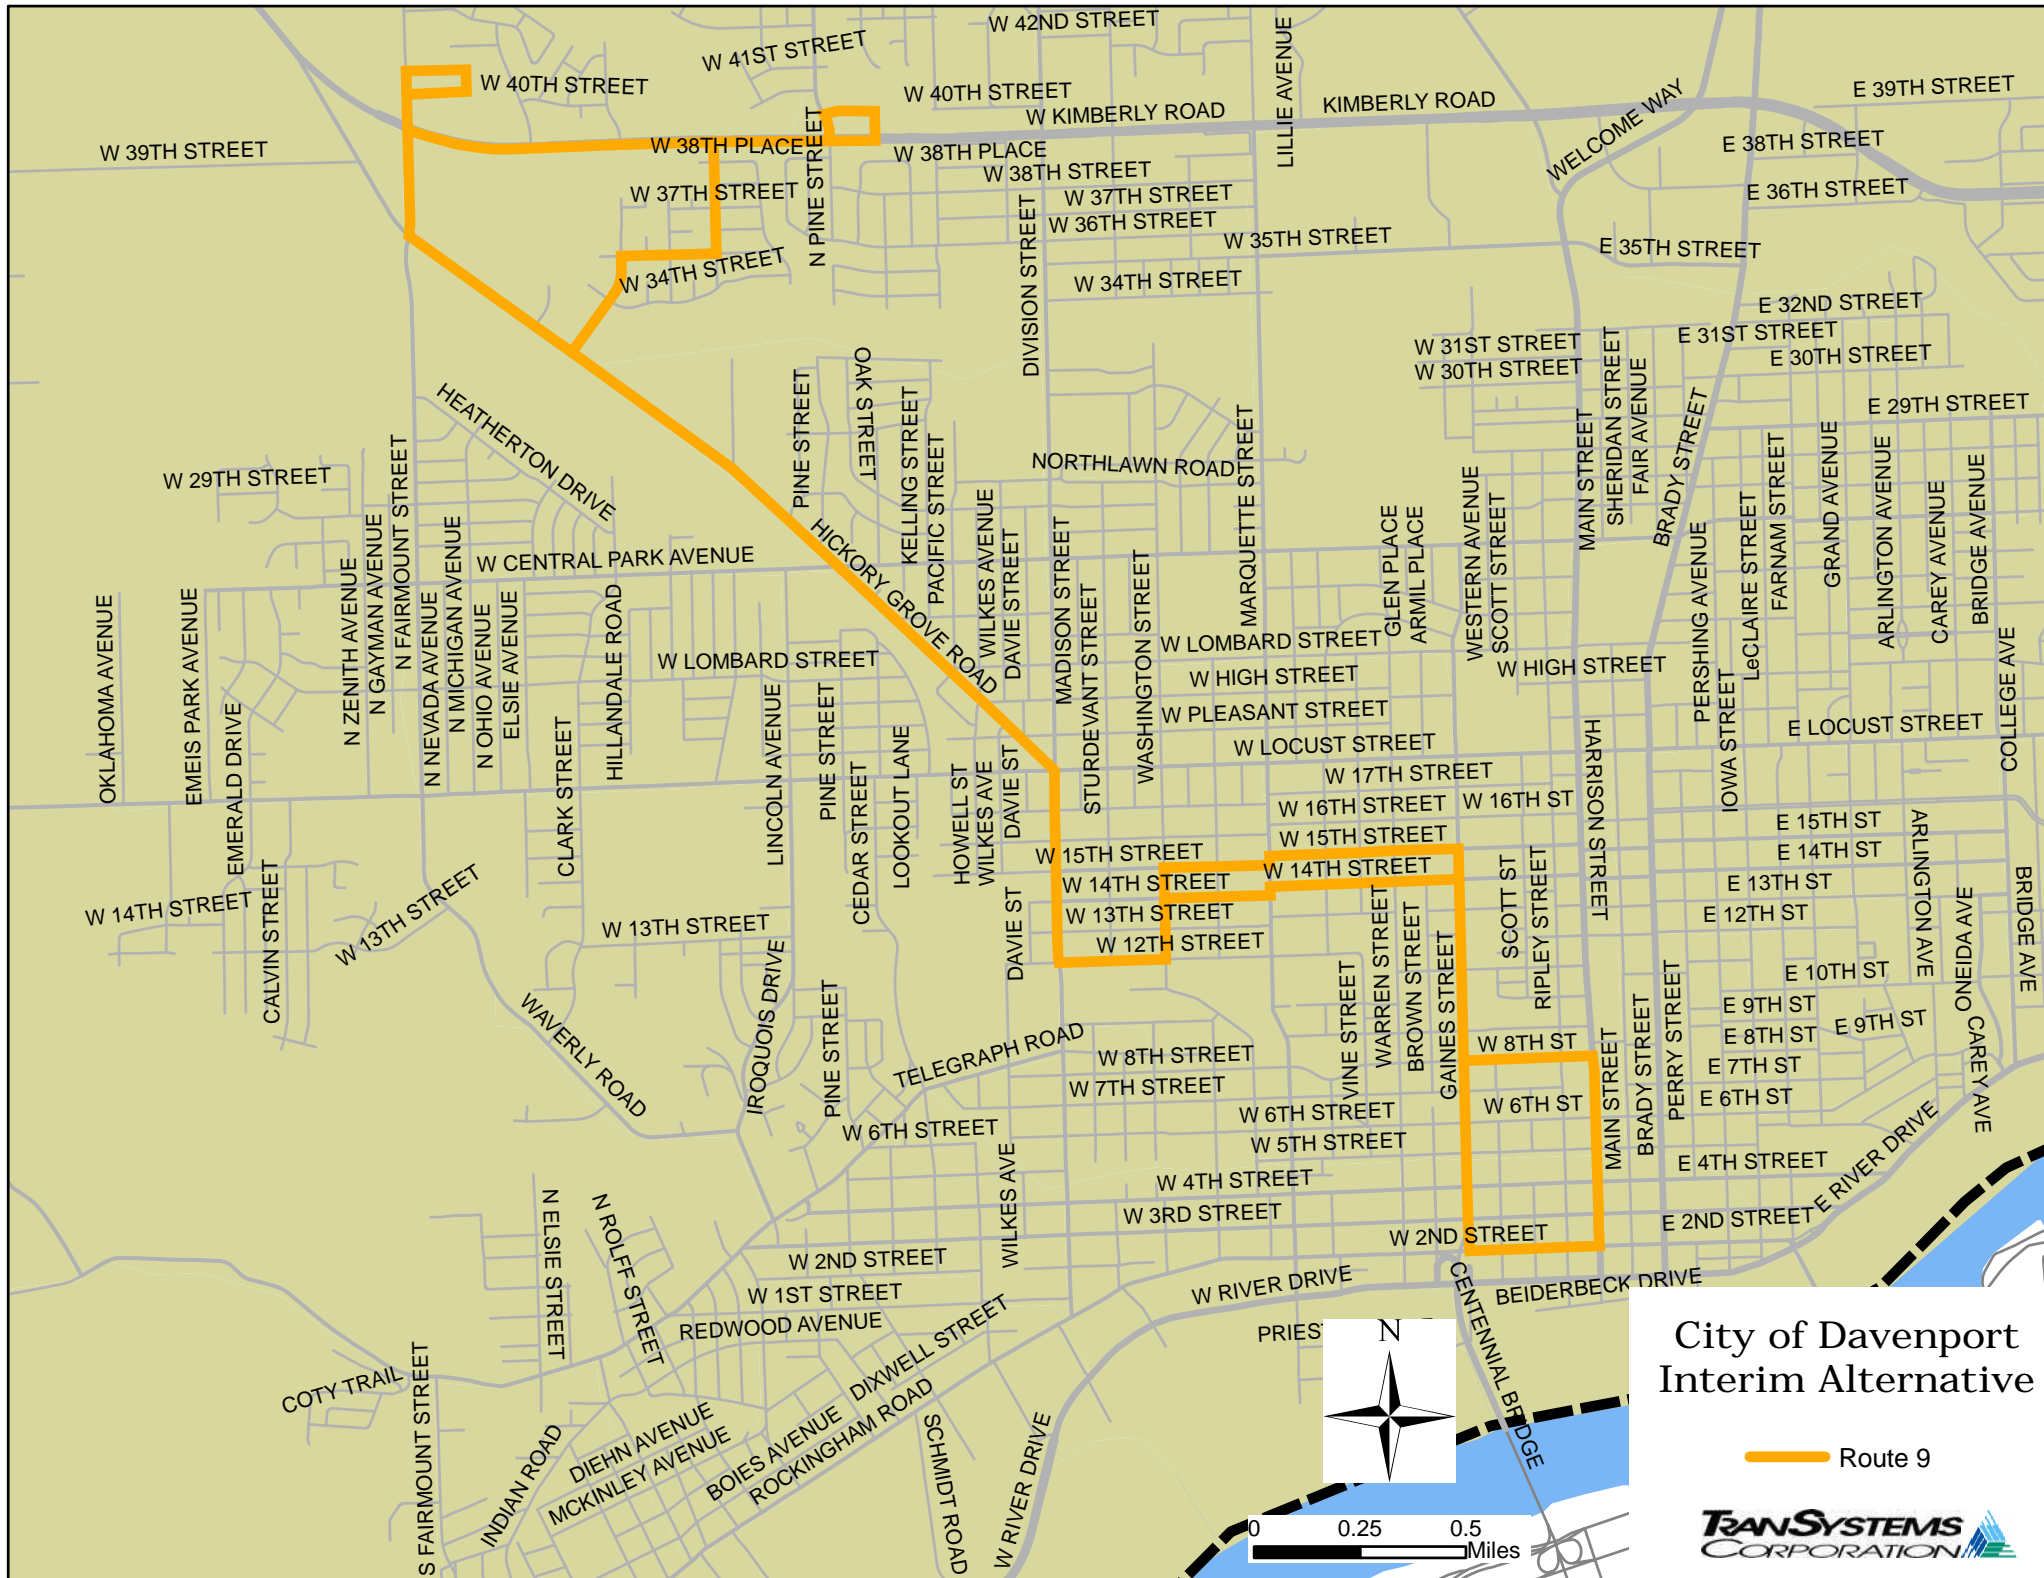 W 42ND STREET
W 41ST STREET
W 40TH STREET
W 40TH STREET
W KIMBERLY ROAD
KIMBERLY ROAD
LILLIE AVENUE
WELCOME WAY
E 39TH STREET
W 39TH STREET
W 38TH PLACE
N PINE STREET
W 38TH PLACE
W 38TH STREET
E 38TH STREET
W 37TH STREET
W 37TH STREET
E 36TH STREET
W 36TH STREET
W 35TH STREET
E 35TH STREET
W 34TH STREET
W 34TH STREET
DIVISION STREET
E 32ND STREET
E 31ST STREET
E 30TH STREET
W 31ST STREET
W 30TH STREET
SHERIDAN STREET
FAIR AVENUE
MAIN STREET
BRADY STREET
E 29TH STREET
HEATHERTON DRIVE
PINE STREET
OAK STREET
KELLING STREET
PACIFIC STREET
NORTHLAWN ROAD
MARQUETTE STREET
W 29TH STREET
N FAIRMOUNT STREET
N GAYMAN AVENUE
N ZENITH AVENUE
N NEVADA AVENUE
N MICHIGAN AVENUE
N OHIO AVENUE
ELSIE AVENUE
W CENTRAL PARK AVENUE
HICKORY GROVE ROAD
WILKES AVENUE
DAVIE STREET
MADISON STREET
STURDEVANT STREET
WASHINGTON STREET
GLEN PLACE
ARMIL PLACE
WESTERN AVENUE
SCOTT STREET
PERSHING AVENUE
LeCLAIRE STREET
FARNAM STREET
GRAND AVENUE
ARLINGTON AVENUE
CAREY AVENUE
BRIDGE AVENUE
COLLEGE AVE
OKLAHOMA AVENUE
EMEIS PARK AVENUE
EMERALD DRIVE
HILLANDALE ROAD
W LOMBARD STREET
W LOMBARD STREET
W HIGH STREET
W HIGH STREET
W PLEASANT STREET
W LOCUST STREET
E LOCUST STREET
IOWA STREET
HARRISON STREET
CLARK STREET
LINCOLN AVENUE
PINE STREET
CEDAR STREET
LOOKOUT LANE
HOWELL ST
WILKES AVE
DAVIE ST
W 17TH STREET
W 16TH STREET
W 16TH ST
W 15TH STREET
W 15TH STREET
W 14TH STREET
W 14TH STREET
W 13TH STREET
W 12TH STREET
E 15TH ST
E 14TH ST
E 13TH ST
E 12TH ST
ARLINGTON AVE
ONEIDA AVE
BRIDGE AVE
W 14TH STREET
CALVIN STREET
W 13TH STREET
W 13TH STREET
DAVIE ST
WARREN STREET
BROWN STREET
GAINES STREET
VINE STREET
SCOTT ST
RIPLEY STREET
E 10TH ST
E 9TH ST
E 9TH ST
E 8TH ST
E 7TH ST
E 6TH ST
CAREY AVE
WAVERLY ROAD
IROQUOIS DRIVE
PINE STREET
TELEGRAPH ROAD
W 8TH STREET
W 7TH STREET
W 6TH STREET
W 5TH STREET
W 8TH ST
W 6TH ST
MAIN STREET
BRADY STREET
PERRY STREET
W 6TH STREET
W 4TH STREET
W 3RD STREET
E 4TH STREET
E RIVER DRIVE
E 2ND STREET
W 2ND STREET
W 2ND STREET
WILKES AVE
N ELSIE STREET
N ROLFF STREET
W 1ST STREET
REDWOOD AVENUE
DIXWELL STREET
W RIVER DRIVE
BEIDERBECK DRIVE
CENTENNIAL BRIDGE
PRIES
COTY TRAIL
S FAIRMOUNT STREET
INDIAN ROAD
DIEHN AVENUE
MCKINLEY AVENUE
BOIES AVENUE
ROCKINGHAM ROAD
SCHMIDT ROAD
W RIVER DRIVE
N
0 0.25 0.5
Miles
City of Davenport
Interim Alternative
Route 9
TRANSYSTEMS
CORPORATION